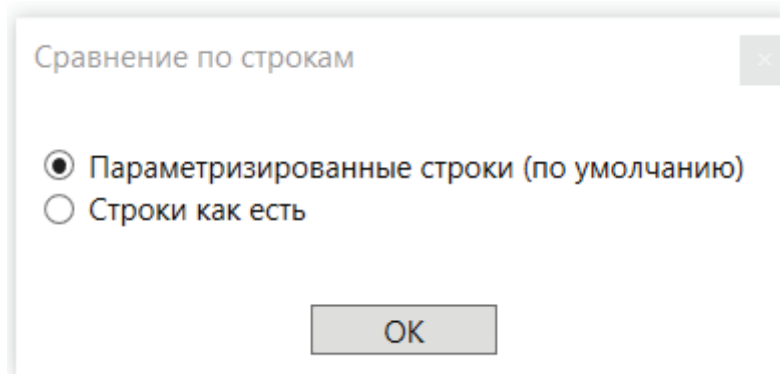 Сравнение по строкам
Параметризированные строки (по умолчанию)
Строки как есть
OK